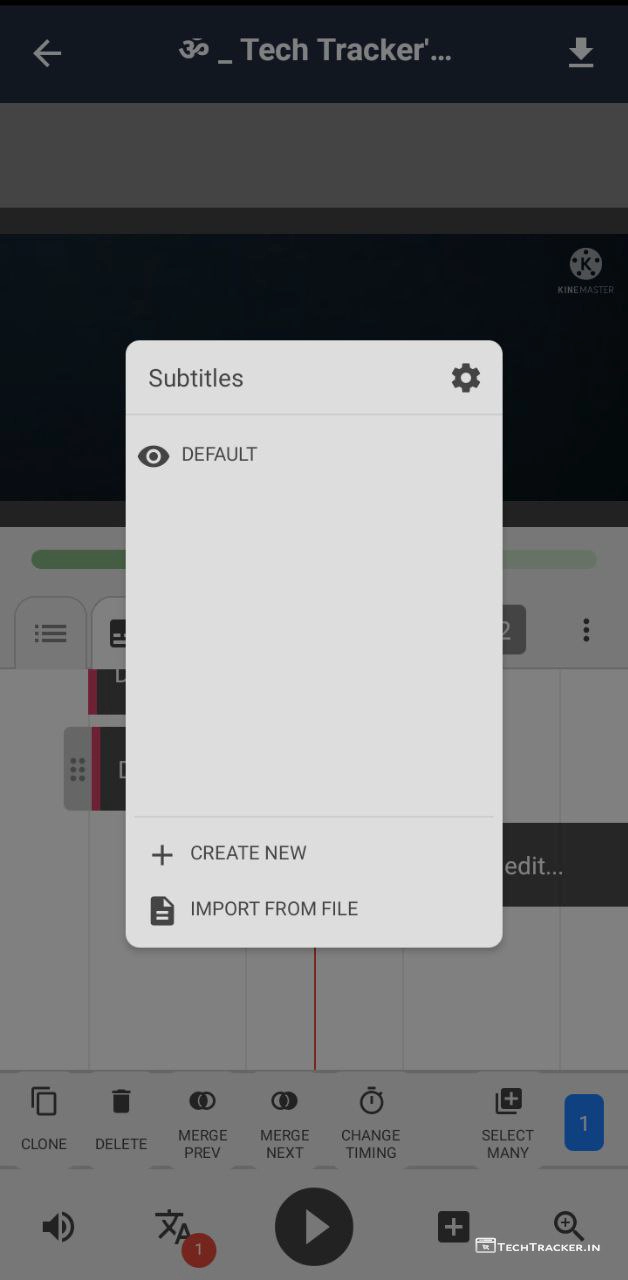 ॐ _ Tech Tracker'...
KINEMASTER
Subtitles
DEFAULT
2
D
D
CREATE NEW
edit...
IMPORT FROM FILE
CLONE
DELETE
MERGE
PREV
MERGE
NEXT
CHANGE
TIMING
SELECT
MANY
1
1
TECHTRACKER.IN